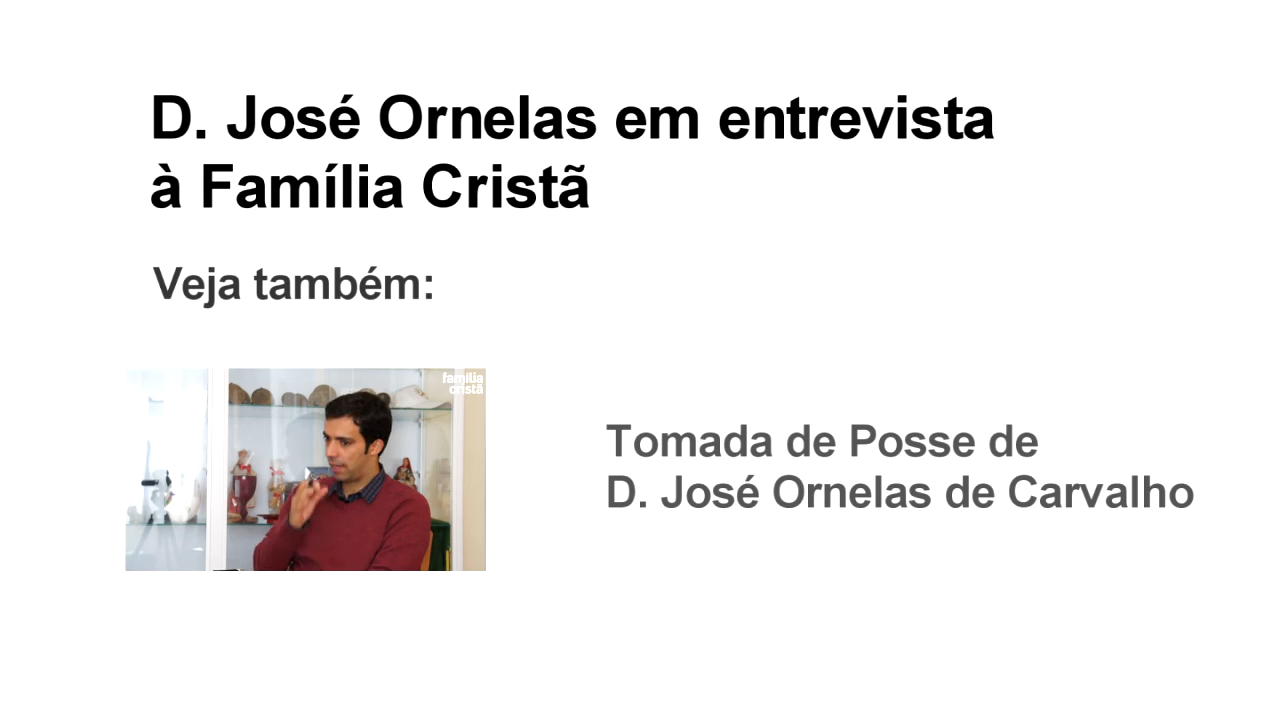 D. José Ornelas em entrevista
à Família Cristã
Veja também:
família
cristã
Tomada de Posse de
D. José Ornelas de Carvalho